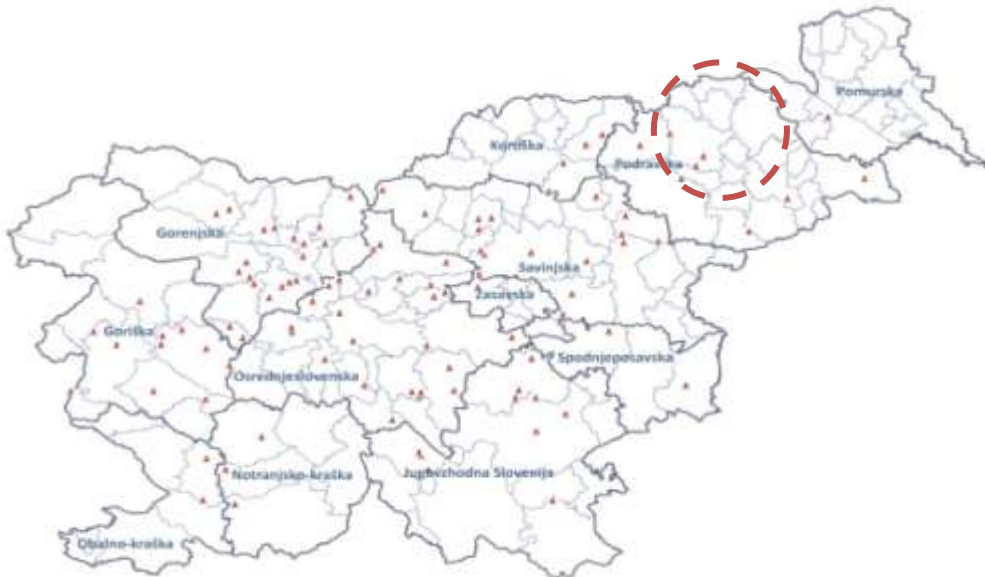 Pomurska
Koroška
Podravska
Gorenjska
Savinjska
Zasavska
Goriška
Spodnjeposavska
Osrednjeslovenska
Notranjsko-kraška
Jugovzhodna Slovenija
Obalno-kraška